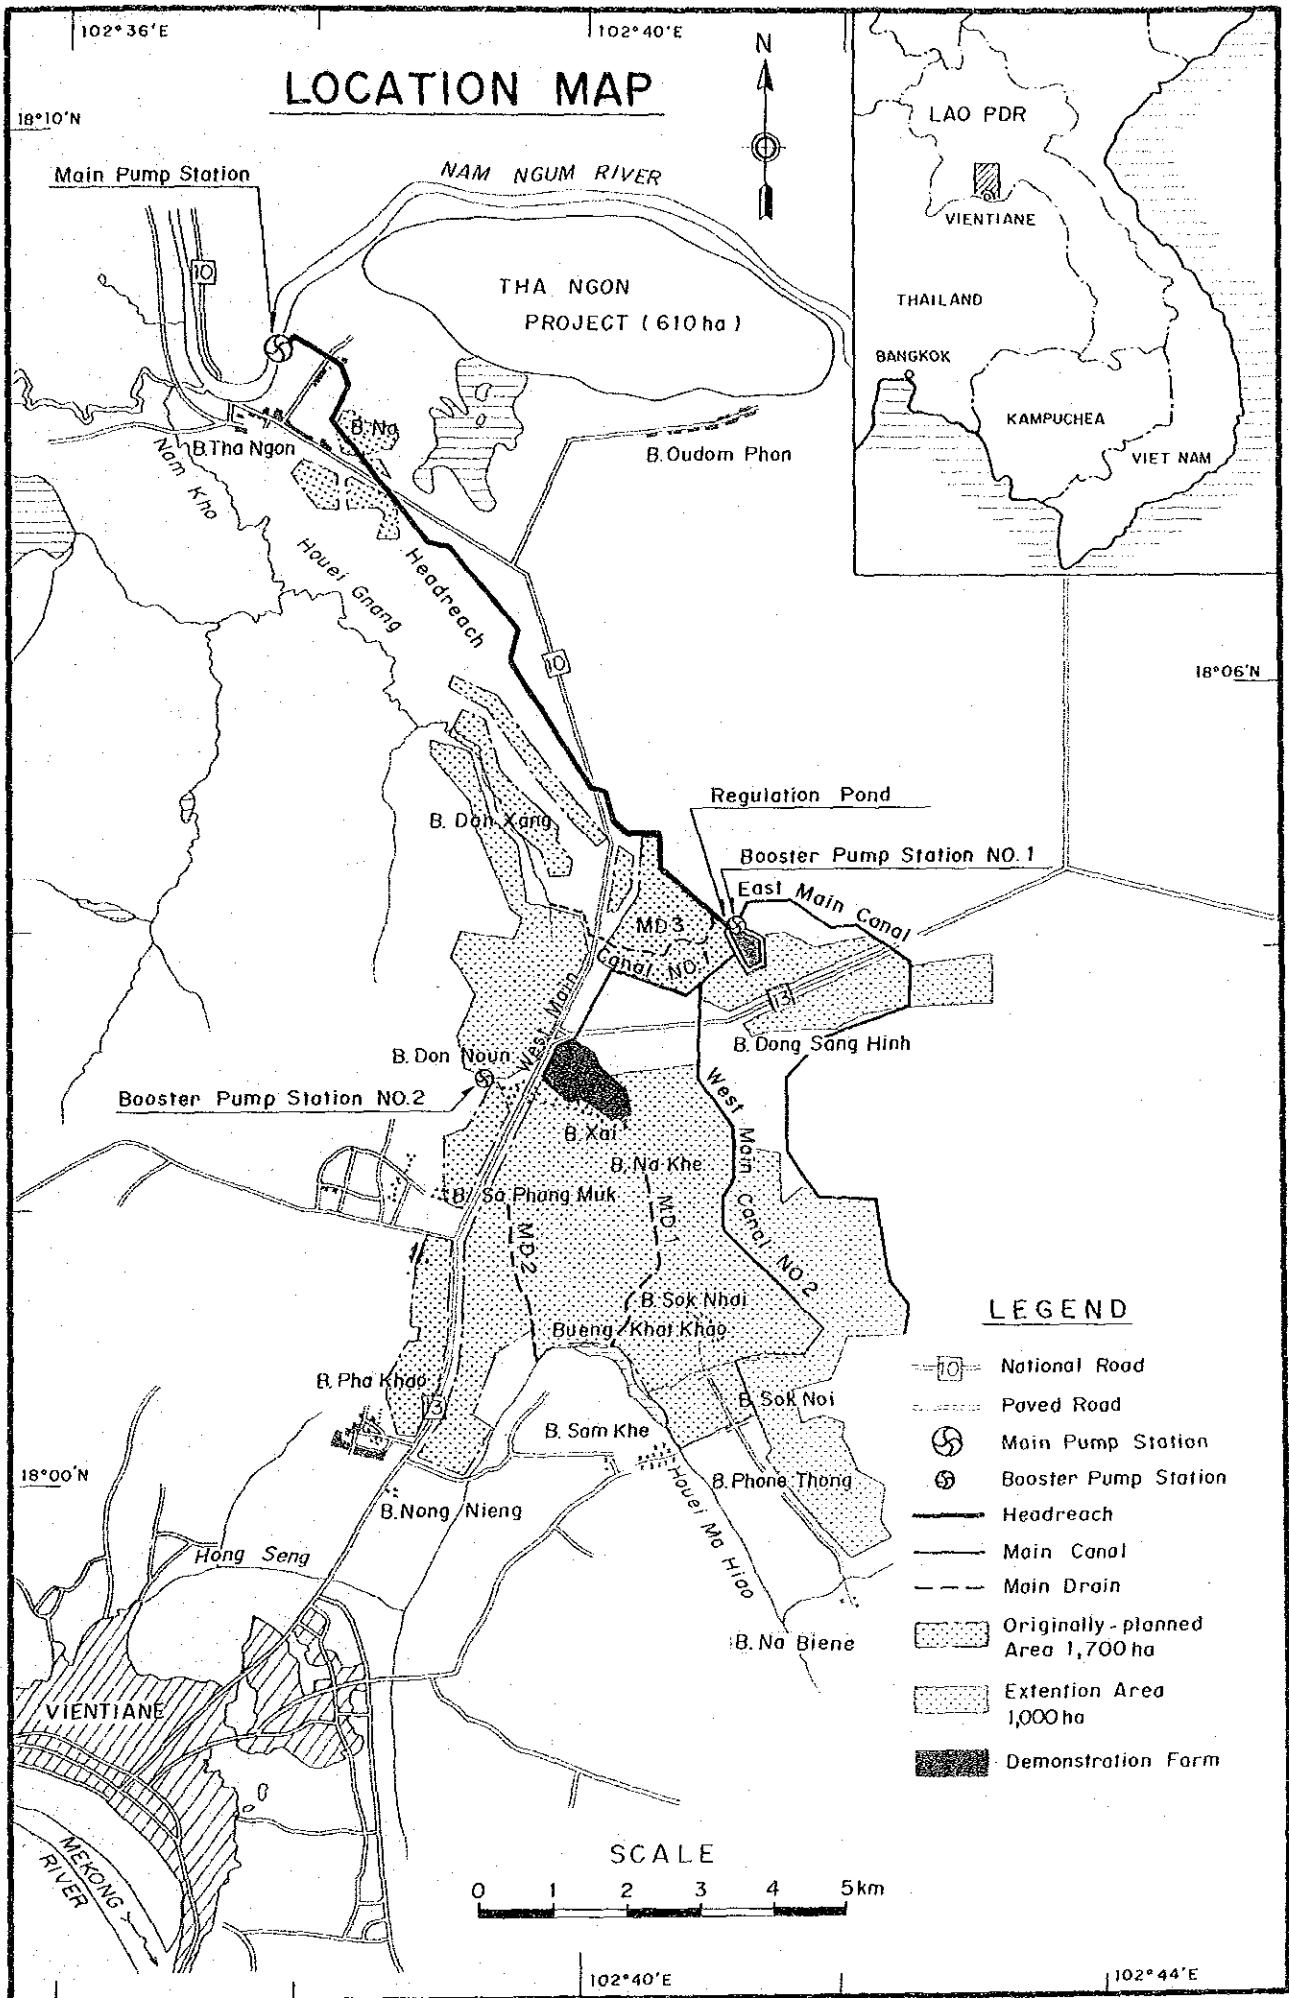 102°36'E
102°40'E
N
LOCATION MAP
18°10'N
LAO PDR
Main Pump Station
NAM NGUM RIVER
VIENTIANE
10
THA NGON
PROJECT (610ha)
THAILAND
BANGKOK
KAMPUCHEA
VIET NAM
B.Na
B.Tha Ngon
B.Oudom Phon
Nam Kho
Houei Gnang
Headreach
10
18°06'N
Regulation Pond
B. Don Xang
Booster Pump Station NO.1
East Main Canal
MD3
West Main
Canal NO.1
13
B.Dong Sang Hinh
B. Don Noun
Booster Pump Station NO.2
B.Xai
B.Na Khe
West Main Canal NO.2
B. Sa Phang Muk
MD.2
MD.1
B.Sok Nhai
Bueng Khat Khao
LEGEND
10 National Road
Paved Road
Main Pump Station
Booster Pump Station
Headreach
Main Canal
Main Drain
Originally-planned
Area 1,700ha
Extention Area
1,000ha
Demonstration Farm
B.Pha Khao
13
B. Sok Noi
B. Sam Khe
18°00'N
B.Phone Thong
B.Nong Nieng
Houei Ma Hiao
Hong Seng
B.Na Biene
VIENTIANE
MEKONG
RIVER
SCALE
0 1 2 3 4 5km
102°40'E
102°44'E